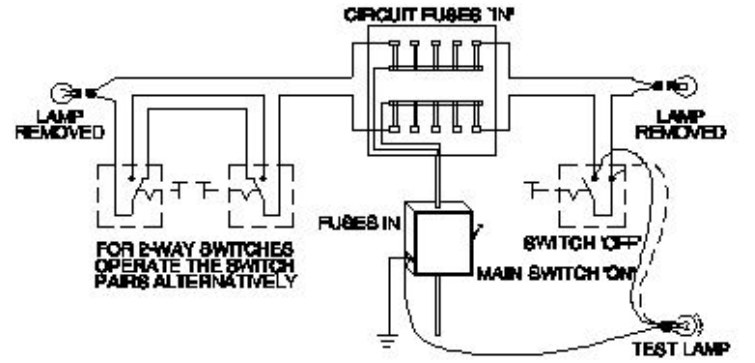 CIRCUIT FUSES "IN"
LAMP
REMOVED
LAMP
REMOVED
FUSES IN
SWITCH 'OFF'
FOR 2-WAY SWITCHES
OPERATE THE SWITCH
PAIRS ALTERNATIVELY
MAIN SWITCH 'ON'
TEST LAMP